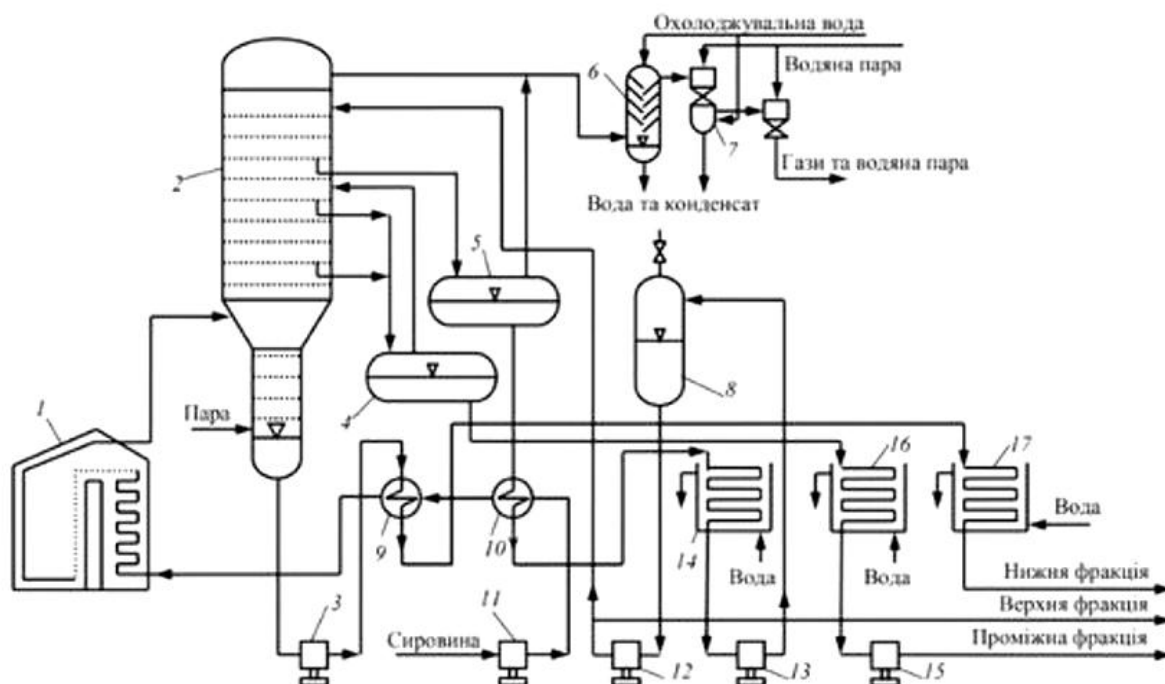 Охолоджувальна вода
Водяна пара
6
7
Гази та водяна пара
2
Вода та конденсат
5
8
4
Пара
1
16
17
9
10
14
Вода
Вода
Вода
Нижня фракція
3
11
Верхня фракція
Сировина
Проміжна фракція
12
13
15